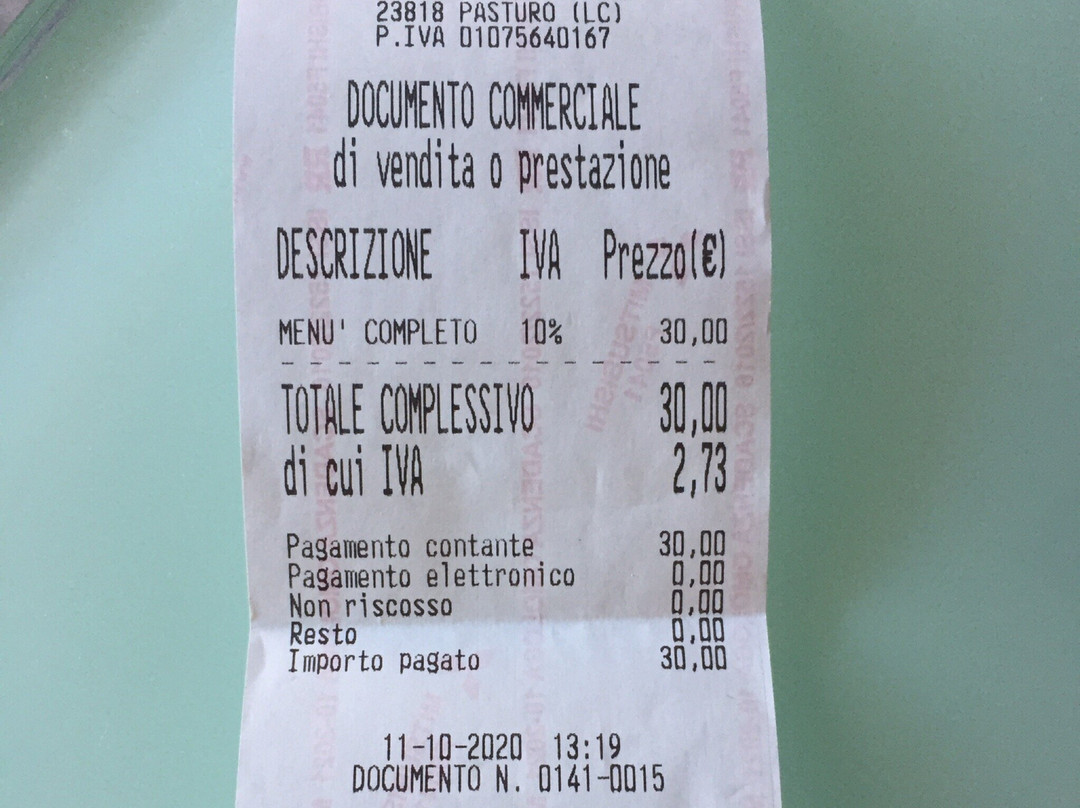 23818 PASTURO (LC)
P.IVA 01075640167
DOCUMENTO COMMERCIALE
di vendita o prestazione
DESCRIZIONE IVA Prezzo(€)
MENU' COMPLETO 10% 30,00
TOTALE COMPLESSIVO 30,00
di cui IVA 2,73
Pagamento contante 30,00
Pagamento elettronico 0,00
Non riscosso 0,00
Resto 0,00
Importo pagato 30,00
11-10-2020 13:19
DOCUMENTO N. 0141-0015